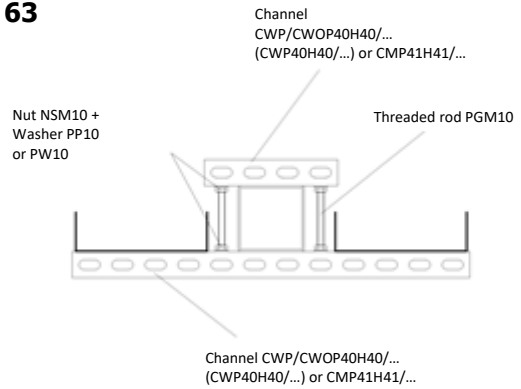 63
Channel
CWP/CWOP40H40/...
(CWP40H40/...) or CMP41H41/...
Nut NSM10 +
Washer PP10
or PW10
Threaded rod PGM10
Channel CWP/CWOP40H40/...
(CWP40H40/...) or CMP41H41/...